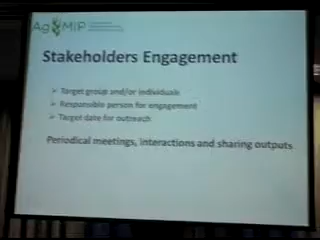 AgMIP
Stakeholders Engagement
Target group and/or individuals
Responsible person for engagement
Target date for outreach
Periodical meetings, interactions and sharing outputs